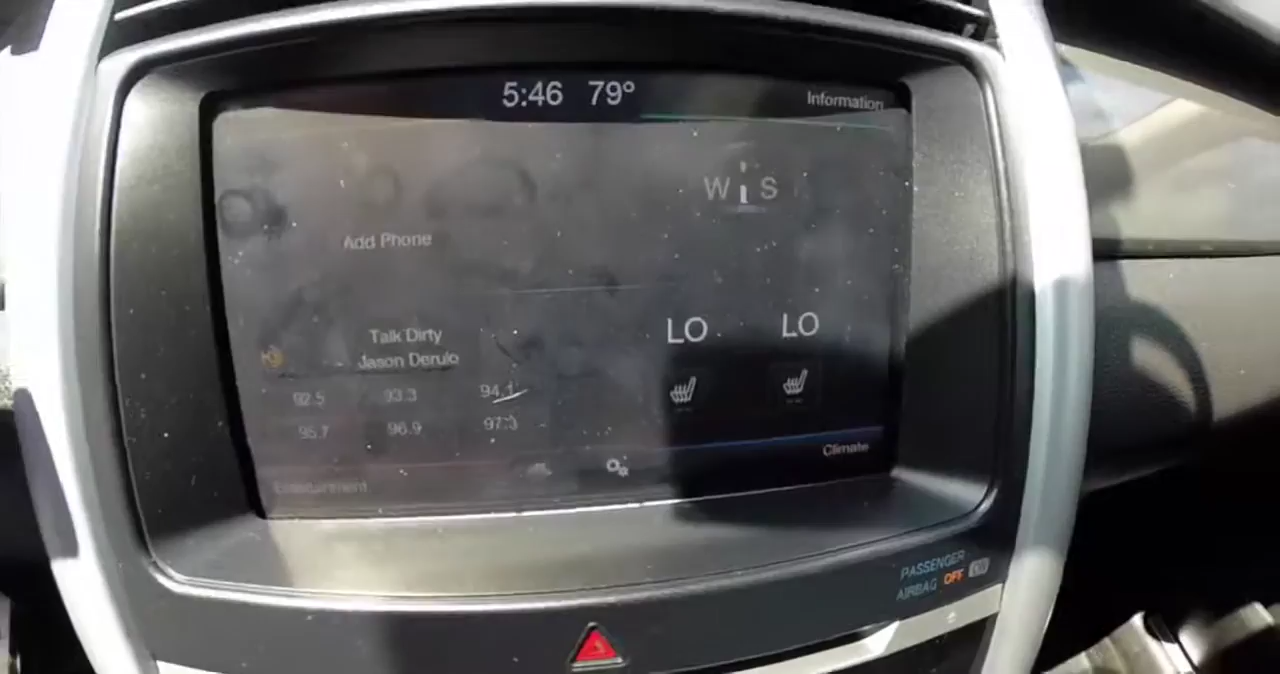 5:46 79°
Information
W S
Add Phone
LO LO
Talk Dirty
Jason Derulo
92.5 93.3 94.1
95.7 96.9 97.3
Climate
Entertainment
PASSENGER
AIRBAG OFF